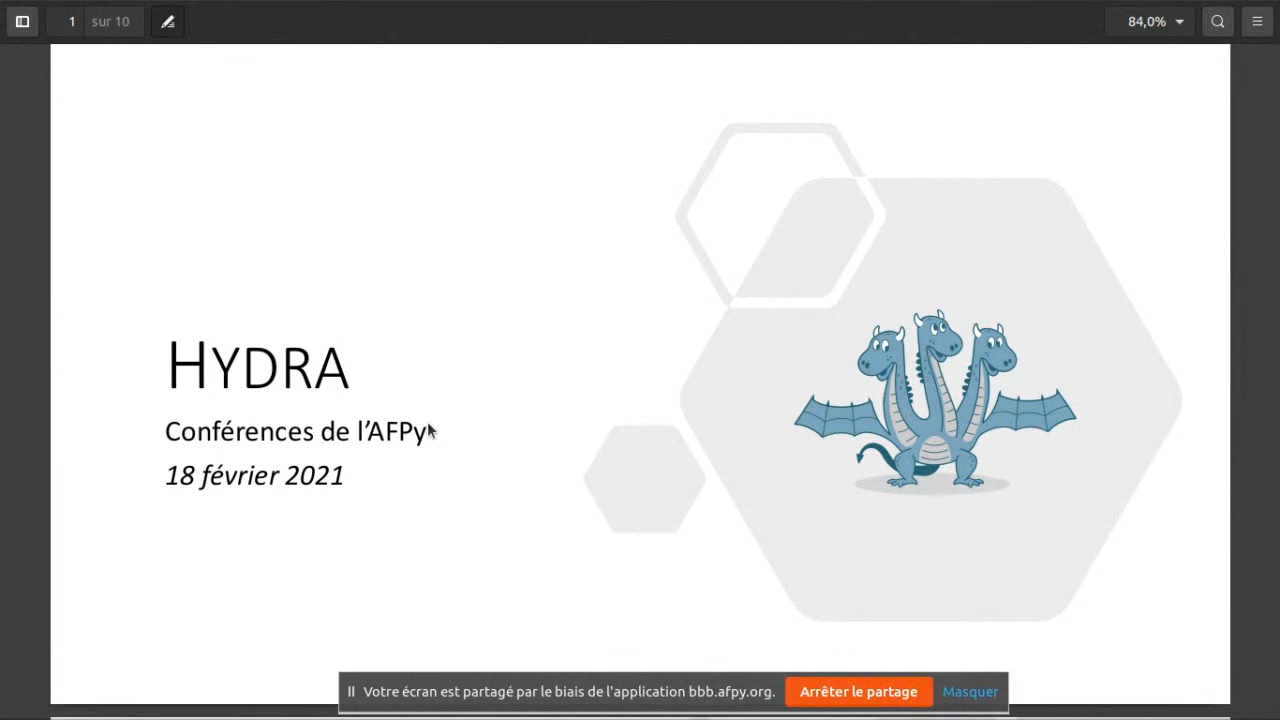 1 sur 10
84,0%
HYDRA
Conférences de l’AFPy
18 février 2021
Votre écran est partagé par le biais de l'application bbb.afpy.org.
Arrêter le partage
Masquer